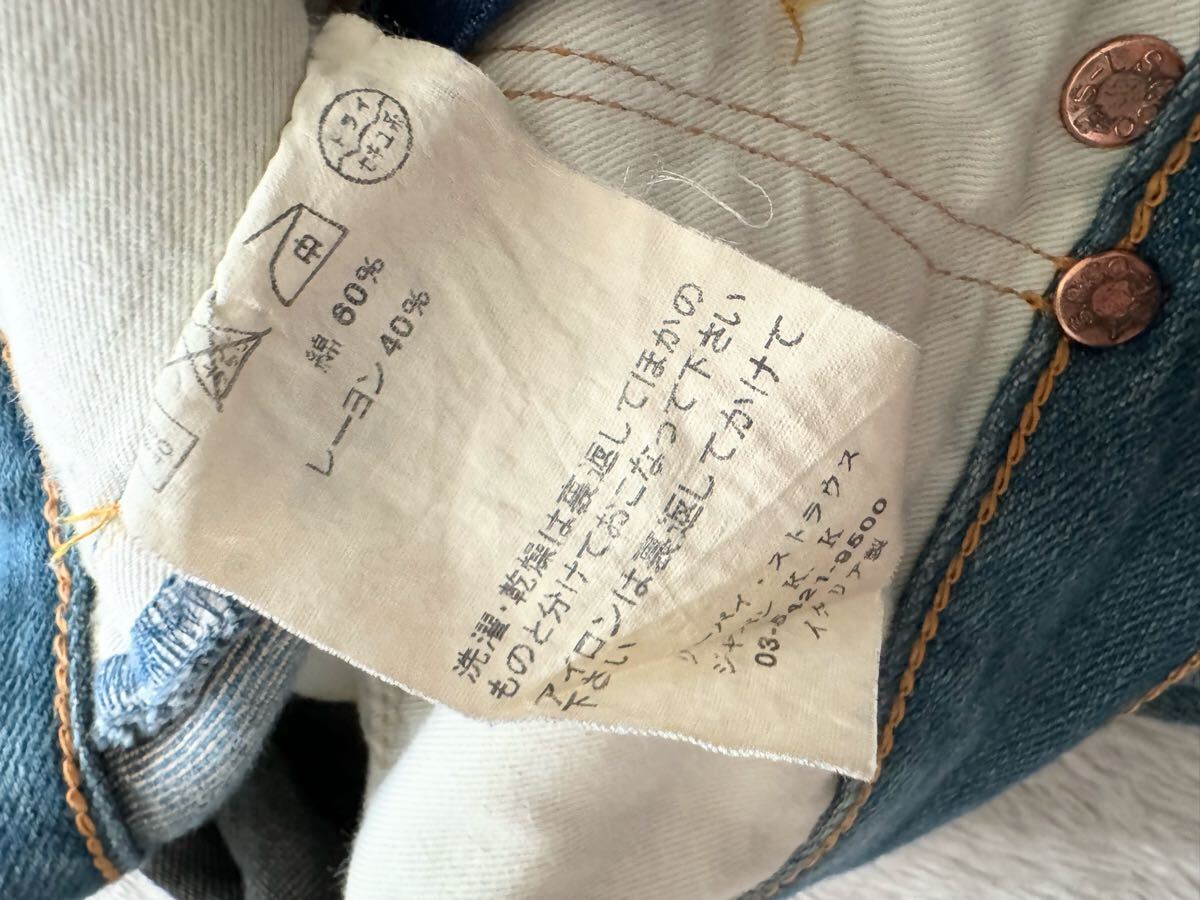 ドライ
セキユ系
中
40
綿 60%
レーヨン 40%
洗濯・乾燥は裏返してほかの
ものと分けておこなって下さい
アイロンは裏返してかけて
下さい
リーバイ・ストラウス
ジャパン K. K.
イタリア製